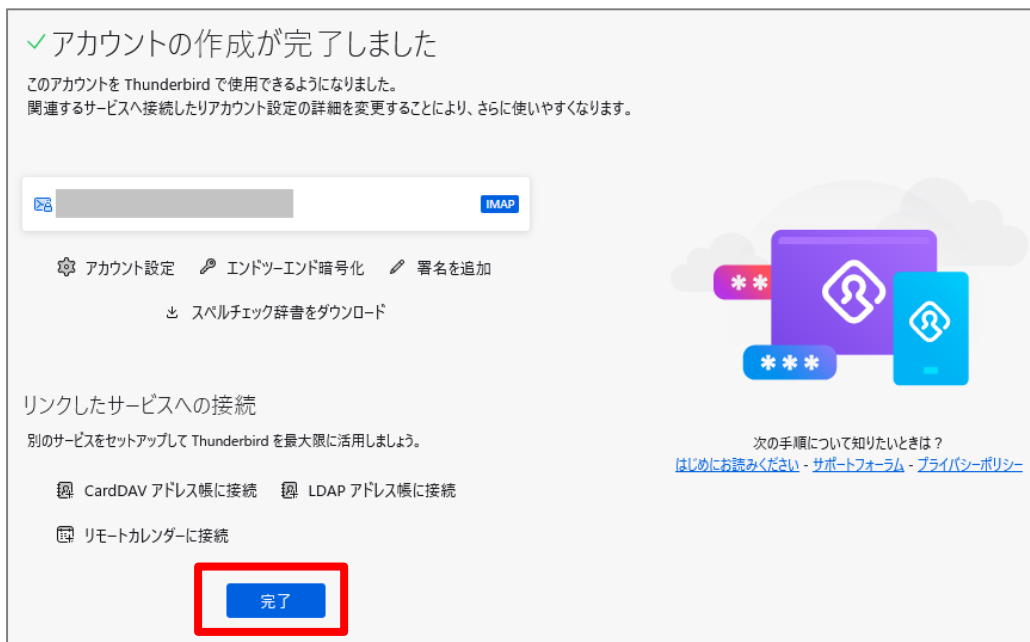 アカウントの作成が完了しました
このアカウントを Thunderbird で使用できるようになりました。
関連するサービスへ接続したりアカウント設定の詳細を変更することにより、さらに使いやすくなります。
IMAP
アカウント設定 エンドツーエンド暗号化 署名を追加
スペルチェック辞書をダウンロード
リンクしたサービスへの接続
別のサービスをセットアップして Thunderbird を最大限に活用しましょう。
CardDAV アドレス帳に接続 LDAP アドレス帳に接続
リモートカレンダーに接続
完了
**
***
次の手順について知りたいときは？
はじめにお読みください - サポートフォーラム - プライバシーポリシー